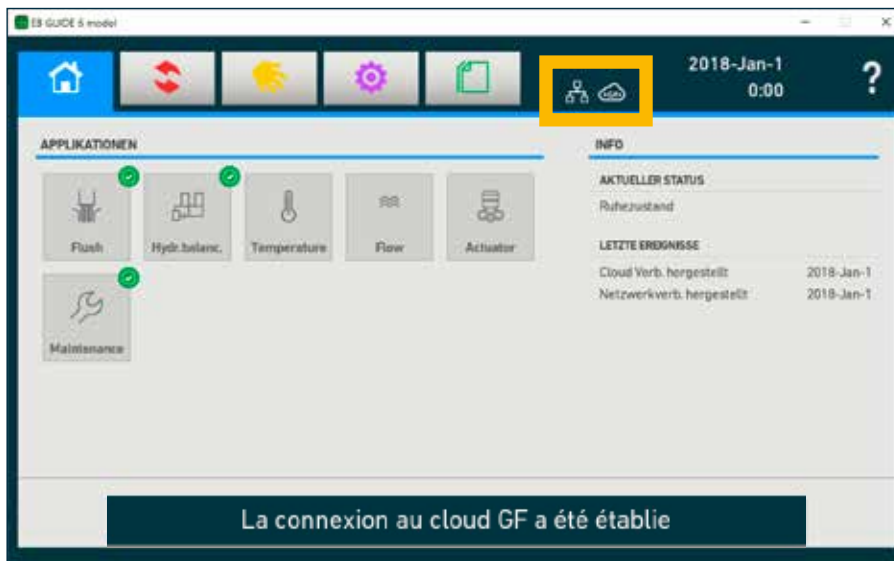 EB GUIDE 6 model
2018-Jan-1
0:00
?
APPLIKATIONEN
Flush
Hydr.balanc.
Temperature
Flow
Actuator
Maintenance
INFO
AKTUELLER STATUS
Ruhezustand
LETZTE EREIGNISSE
Cloud Verb. hergestellt 2018-Jan-1
Netzwerkverb. hergestellt 2018-Jan-1
La connexion au cloud GF a été établie